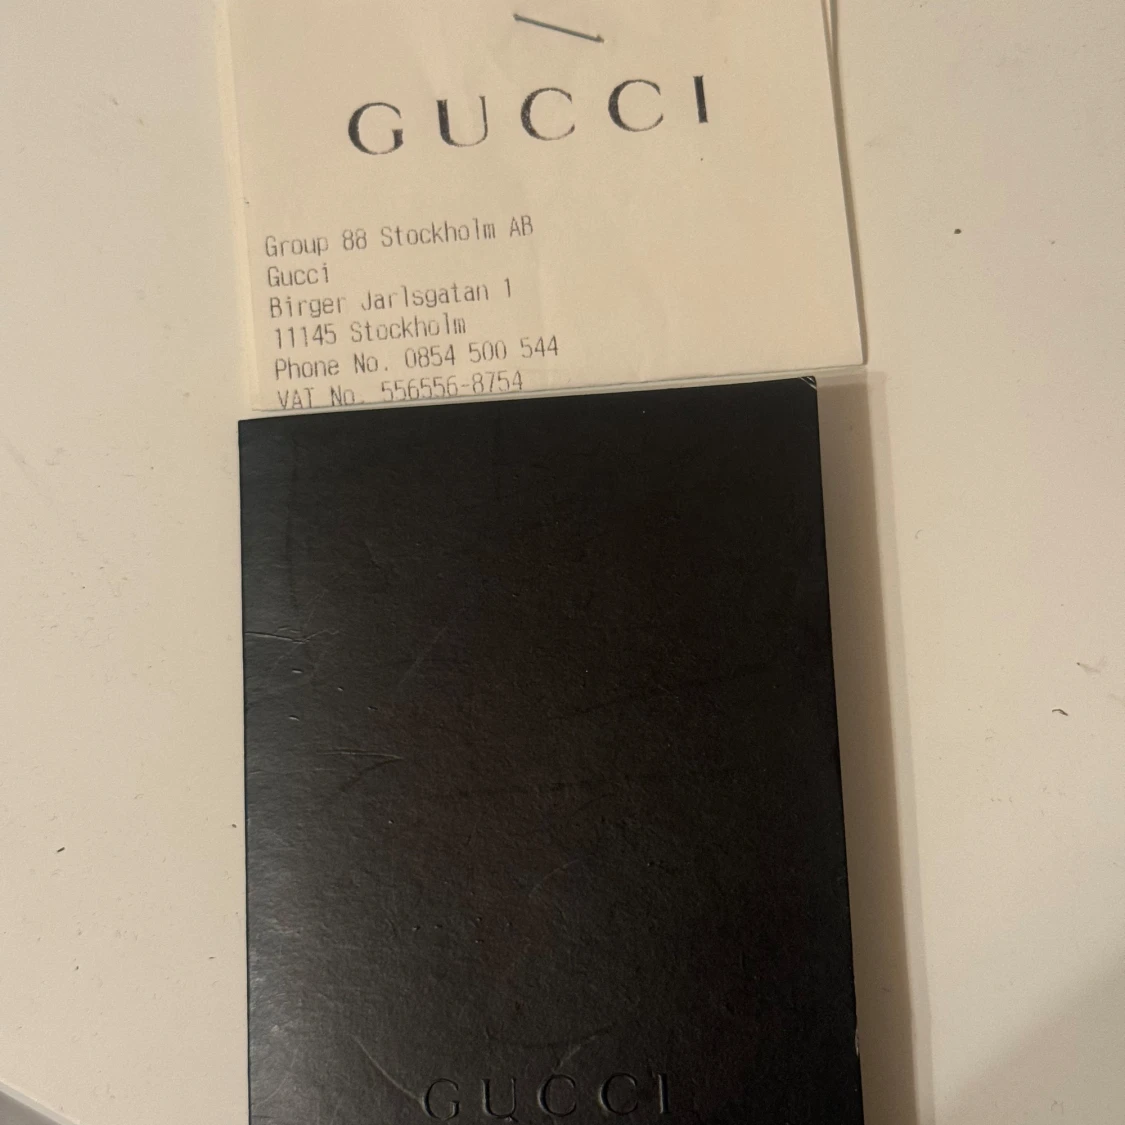 GUCCI
Group 88 Stockholm AB
Gucci
Birger Jarlsgatan 1
11145 Stockholm
Phone No. 0854 500 544
VAT No. 556556-8754
GUCCI